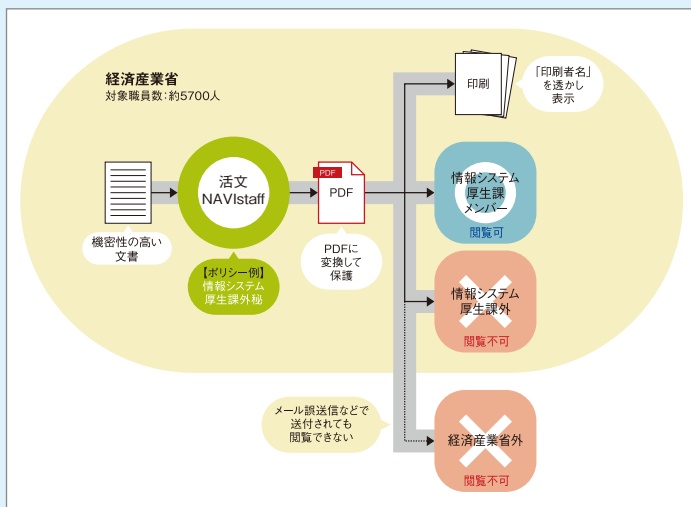 経済産業省
対象職員数：約5700人
機密性の高い
文書
活文
NAVIstaff
【ポリシー例】
情報システム
厚生課外秘
PDF
PDF
PDFに
変換して
保護
印刷
「印刷者名」
を透かし
表示
情報システム
厚生課
メンバー
閲覧可
情報システム
厚生課外
閲覧不可
メール誤送信などで
送付されても
閲覧できない
経済産業省外
閲覧不可